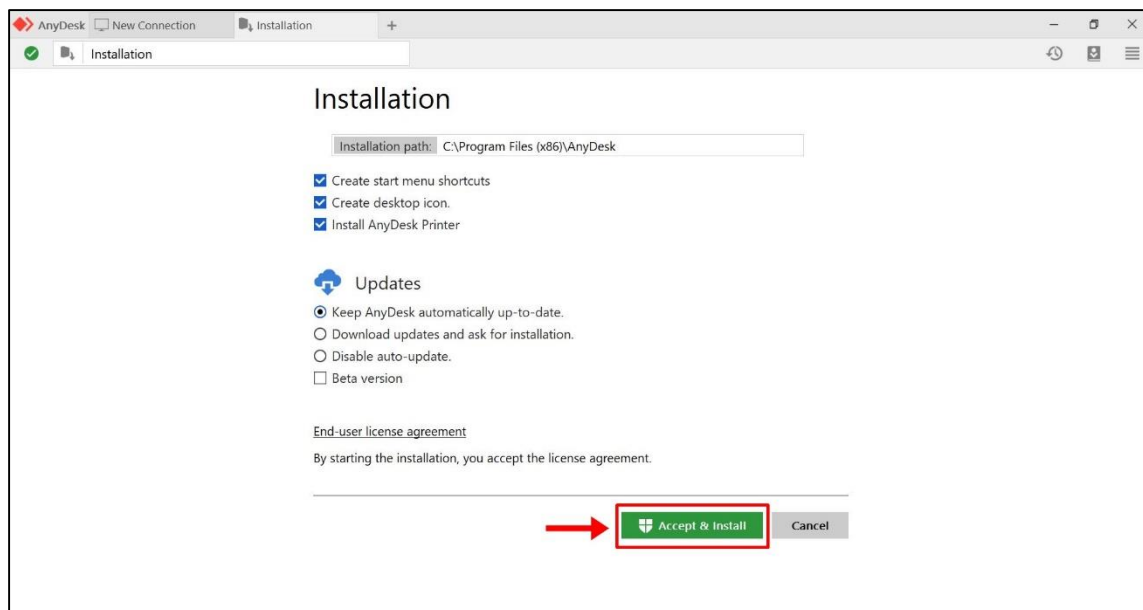 AnyDesk New Connection Installation +
Installation
Installation
Installation path: C:\Program Files (x86)\AnyDesk
Create start menu shortcuts
Create desktop icon.
Install AnyDesk Printer
Updates
Keep AnyDesk automatically up-to-date.
Download updates and ask for installation.
Disable auto-update.
Beta version
End-user license agreement
By starting the installation, you accept the license agreement.
Accept & Install Cancel